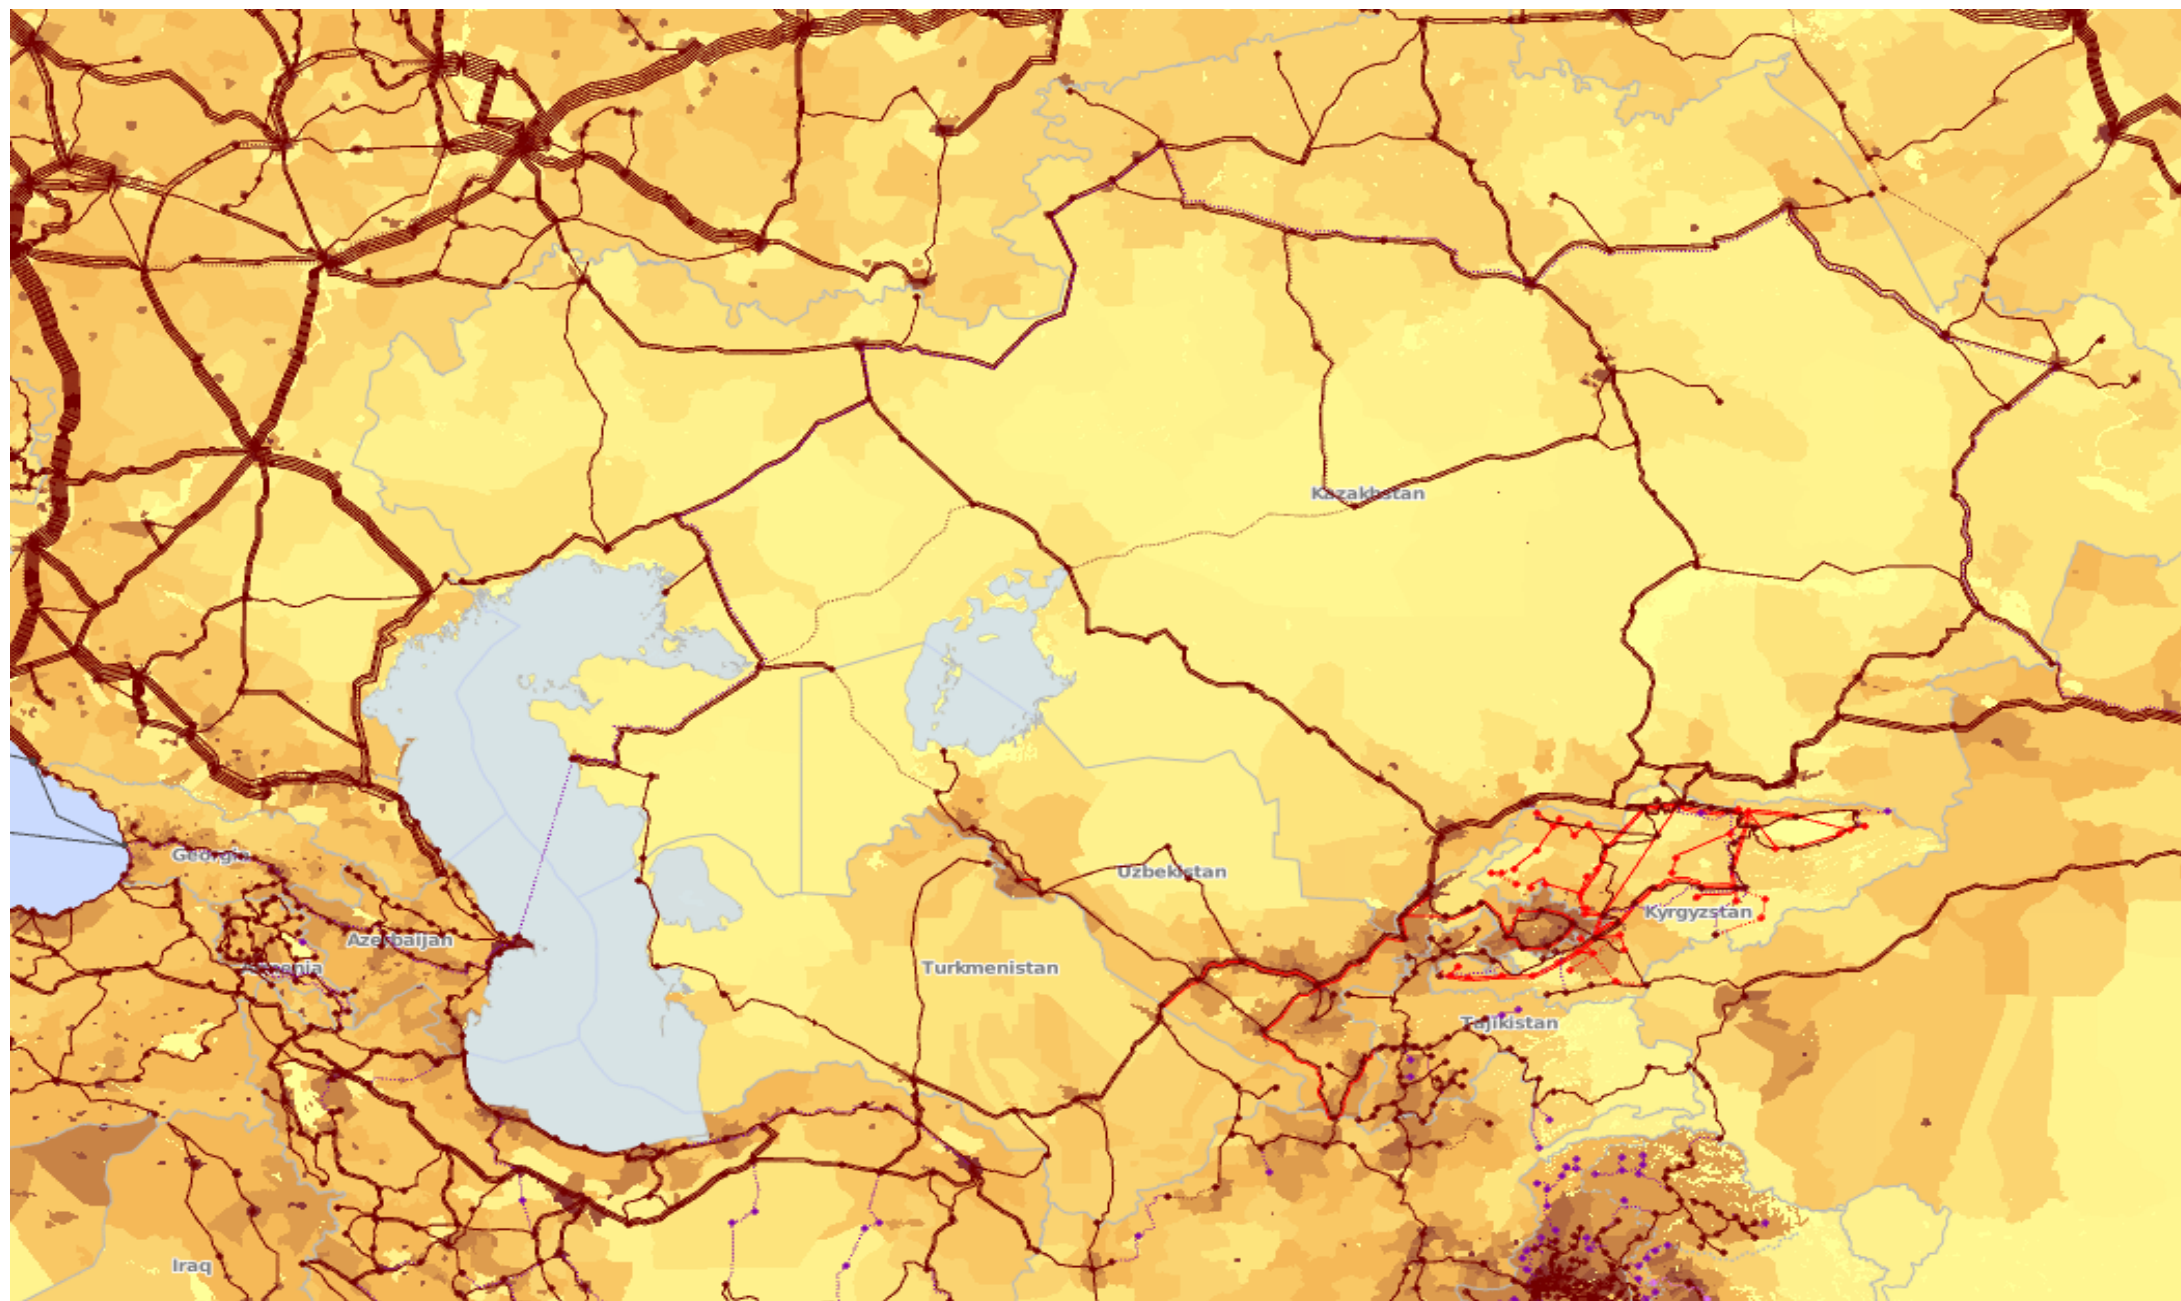 Kazakhstan
Georgia
Uzbekistan
Kyrgyzstan
Azerbaijan
Armenia
Turkmenistan
Tajikistan
Iraq